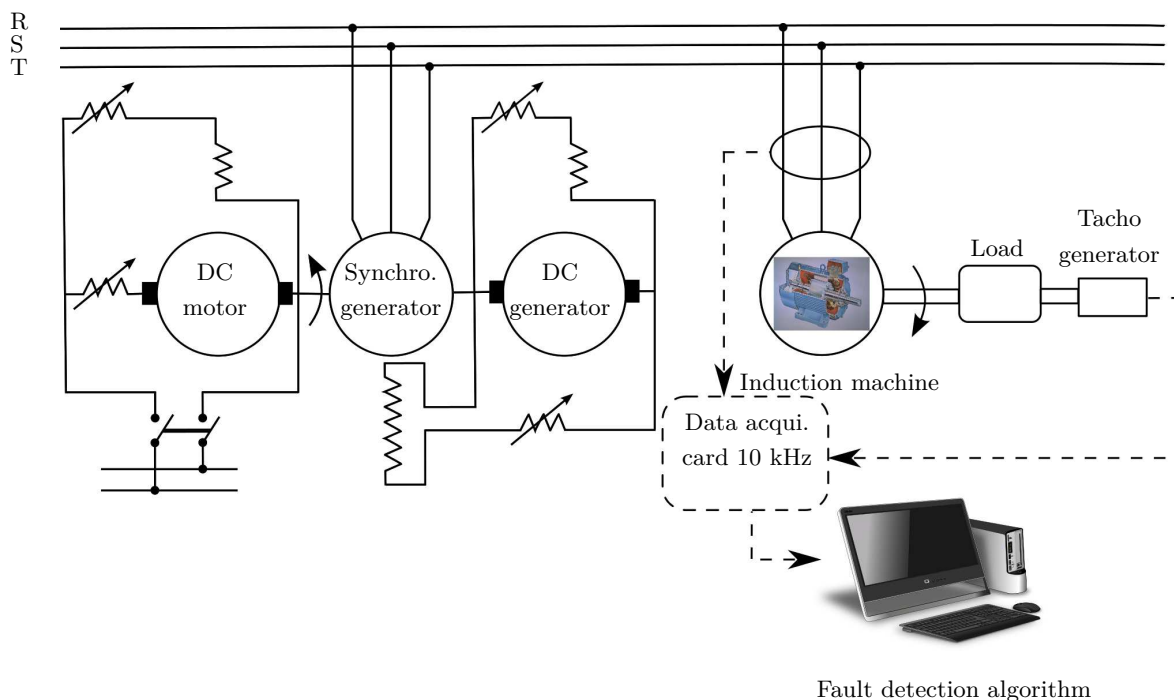 R
S
T
DC
motor
Synchro.
generator
DC
generator
Load
Tacho
generator
Induction machine
Data acqui.
card 10 kHz
Fault detection algorithm